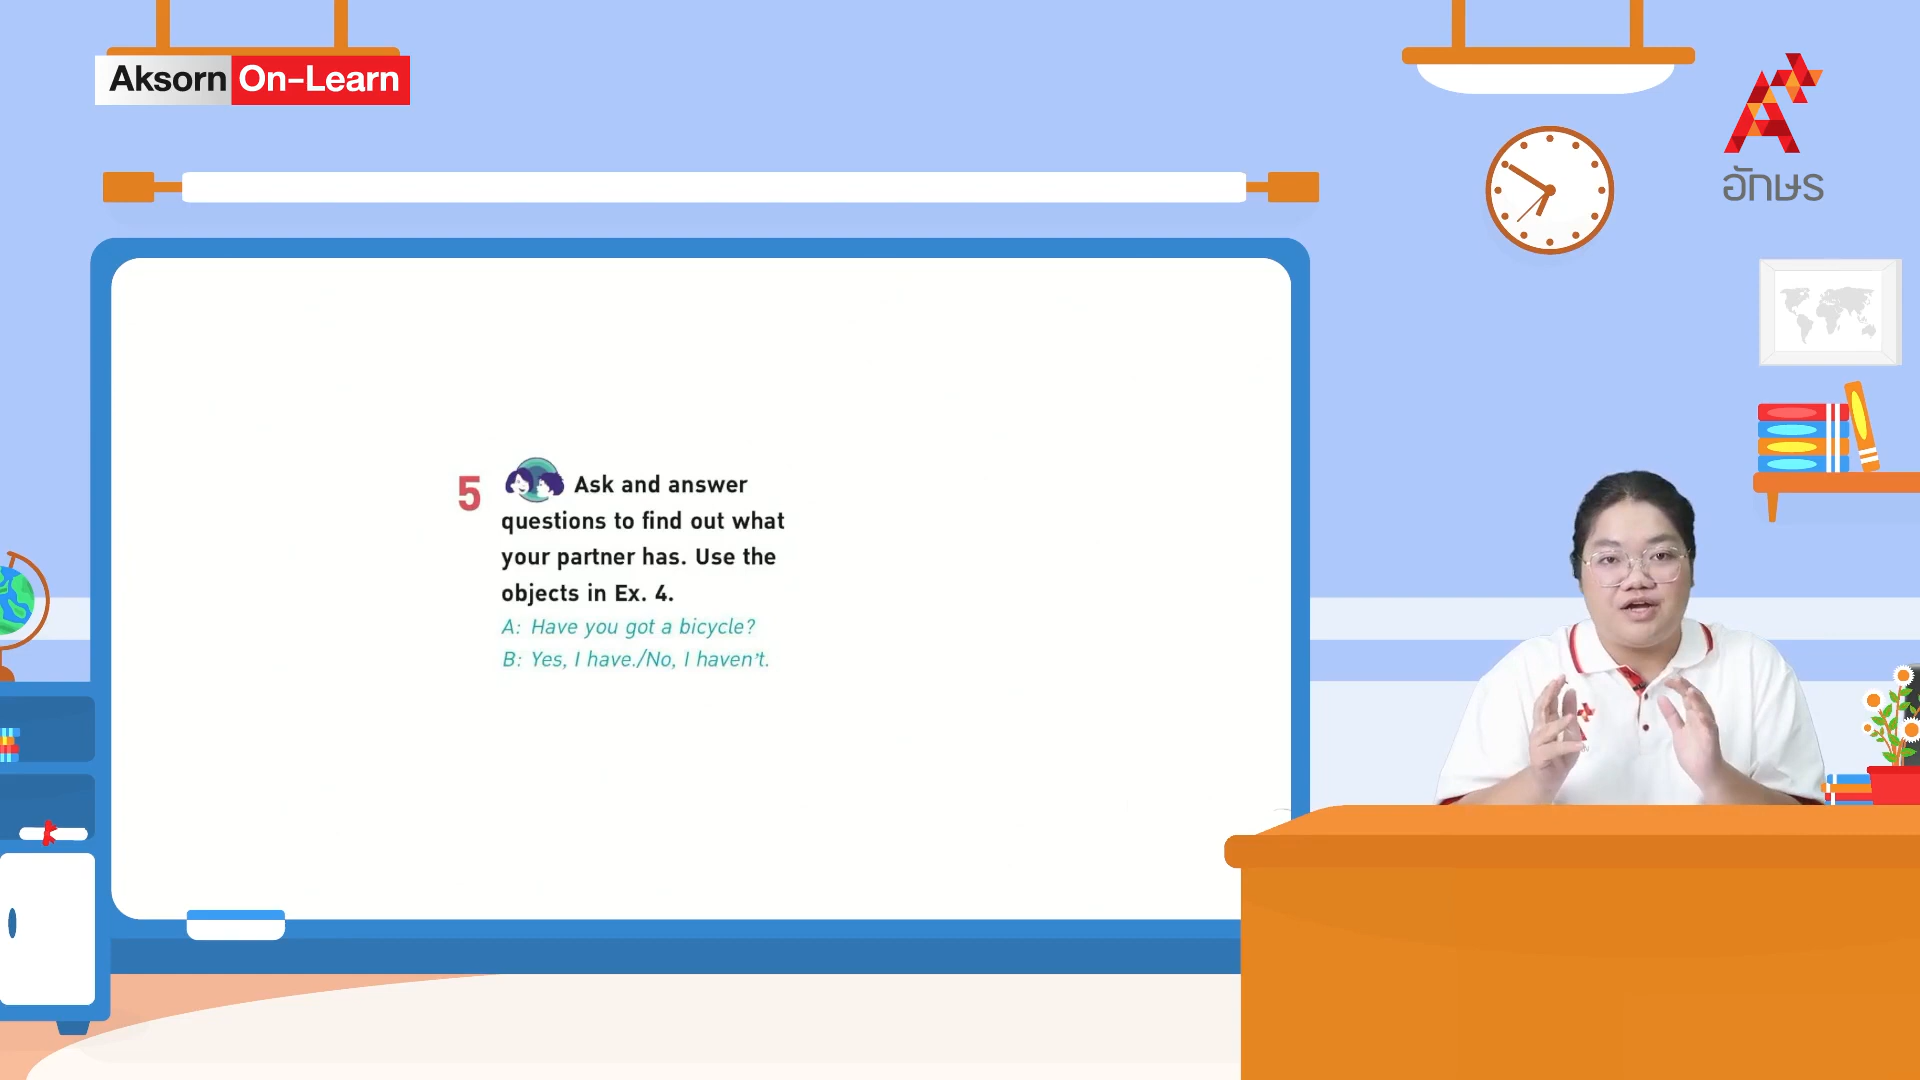 Aksorn On-Learn
อักษร
5 Ask and answer
questions to find out what
your partner has. Use the
objects in Ex. 4.
A: Have you got a bicycle?
B: Yes, I have./No, I haven't.